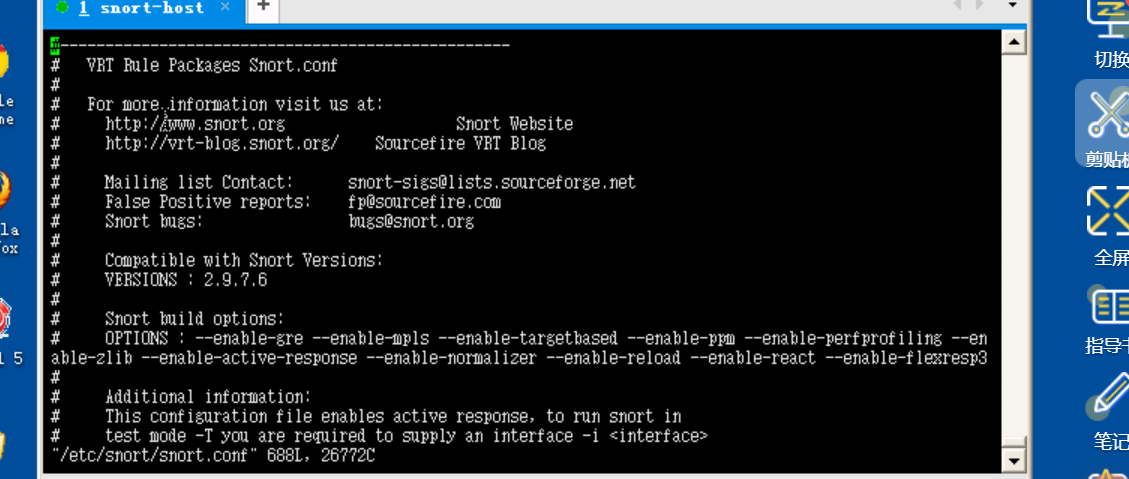 1 snort-host × +
#--------------------------------------------------
#   VRT Rule Packages Snort.conf
#
#   For more information visit us at:
#     http://www.snort.org                   Snort Website
#     http://vrt-blog.snort.org/    Sourcefire VRT Blog
#
#     Mailing list Contact:      snort-sigs@lists.sourceforge.net
#     False Positive reports:    fp@sourcefire.com
#     Snort bugs:                bugs@snort.org
#
#     Compatible with Snort Versions:
#     VERSIONS : 2.9.7.6
#
#     Snort build options:
#     OPTIONS : --enable-gre --enable-mpls --enable-targetbased --enable-ppm --enable-perfprofiling --en
able-zlib --enable-active-response --enable-normalizer --enable-reload --enable-react --enable-flexresp3
#
#     Additional information:
#     This configuration file enables active response, to run snort in
#     test mode -T you are required to supply an interface -i <interface>
"/etc/snort/snort.conf" 688L, 26772C
切换
剪贴板
全屏
指导书
笔记